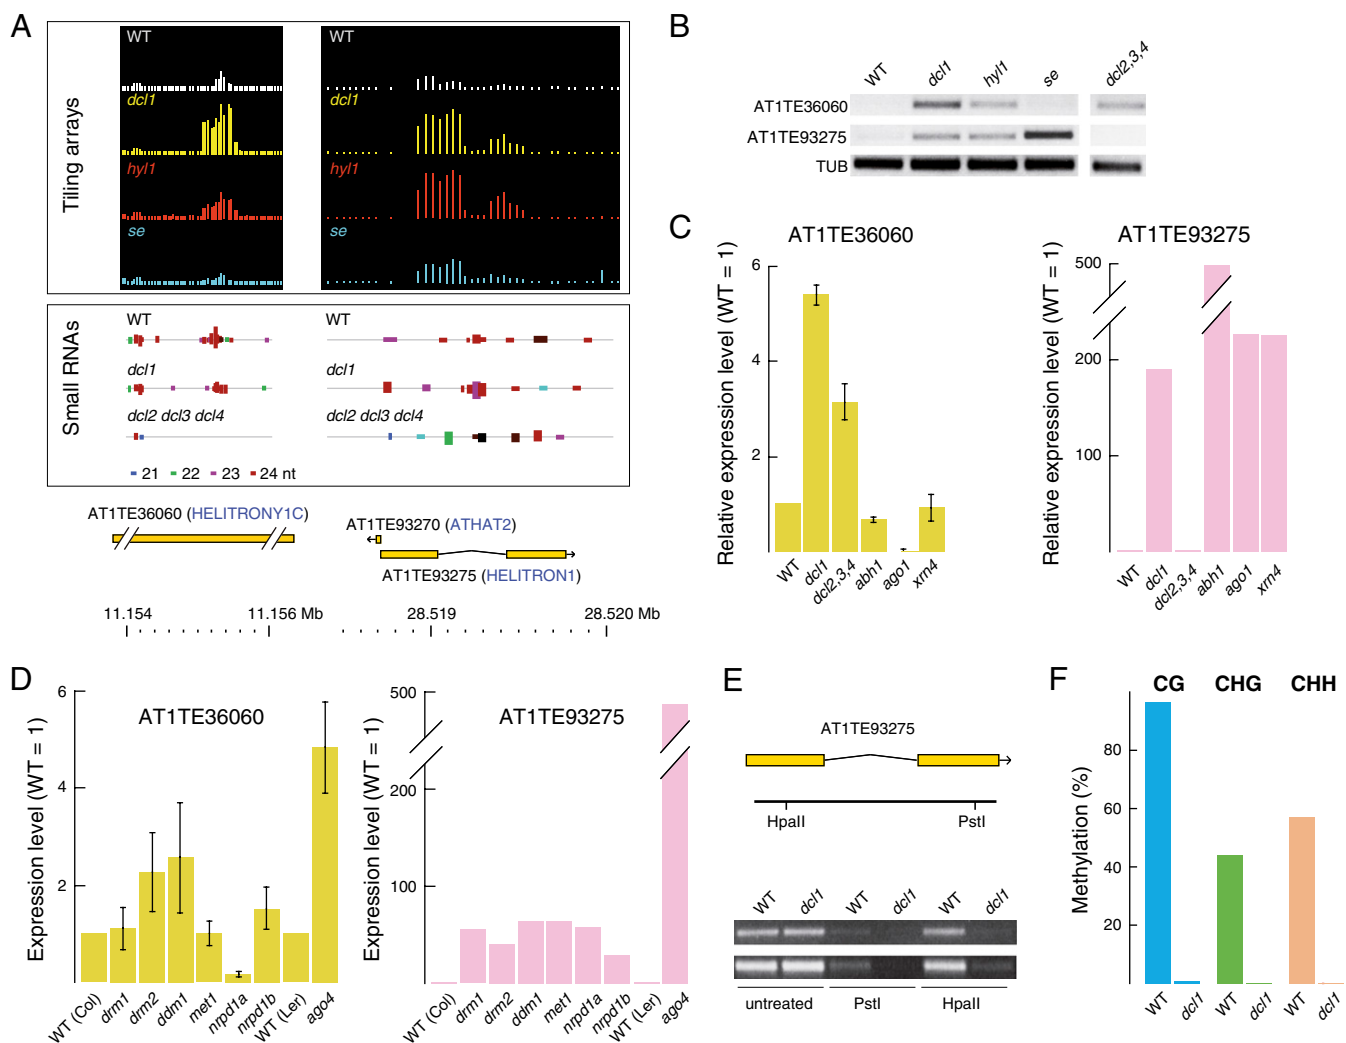 A
Tiling arrays
WT
dcl1
hyl1
se
WT
dcl1
hyl1
se
Small RNAs
WT
dcl1
dcl2 dcl3 dcl4
WT
dcl1
dcl2 dcl3 dcl4
21 22 23 24 nt
AT1TE36060 (HELITRONY1C)
AT1TE93270 (ATHAT2)
AT1TE93275 (HELITRON1)
11.154 11.156 Mb 28.519 28.520 Mb
B
WT dcl1 hyl1 se dcl2,3,4
AT1TE36060
AT1TE93275
TUB
C
AT1TE36060
Relative expression level (WT = 1)
6
4
2
WT dcl1 dcl2,3,4 abh1 ago1 xrn4
AT1TE93275
Relative expression level (WT = 1)
500
200
100
WT dcl1 dcl2,3,4 abh1 ago1 xrn4
D
AT1TE36060
Expression level (WT = 1)
6
4
2
WT (Col) drm1 drm2 ddm1 met1 nrpd1a nrpd1b WT (Ler) ago4
AT1TE93275
Expression level (WT = 1)
500
200
100
WT (Col) drm1 drm2 ddm1 met1 nrpd1a nrpd1b WT (Ler) ago4
E
AT1TE93275
HpaII PstI
WT dcl1 WT dcl1 WT dcl1
untreated PstI HpaII
F
CG CHG CHH
Methylation (%)
80
60
40
20
WT dcl1 WT dcl1 WT dcl1